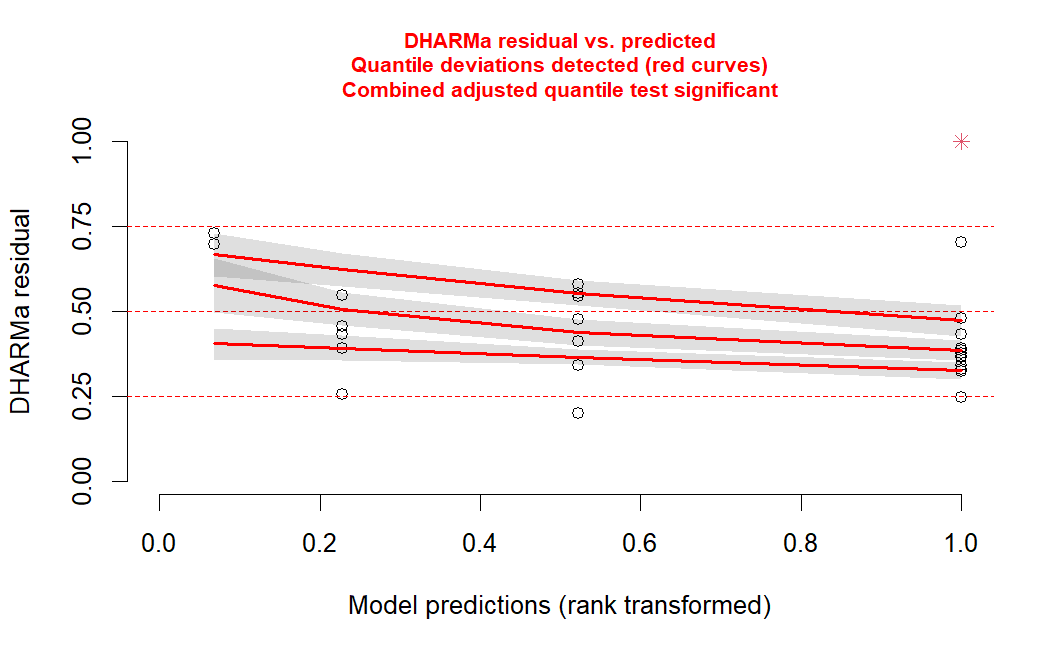 DHARMa residual vs. predicted
Quantile deviations detected (red curves)
Combined adjusted quantile test significant
DHARMa residual
1.00
0.75
0.50
0.25
0.00
0.0 0.2 0.4 0.6 0.8 1.0
Model predictions (rank transformed)